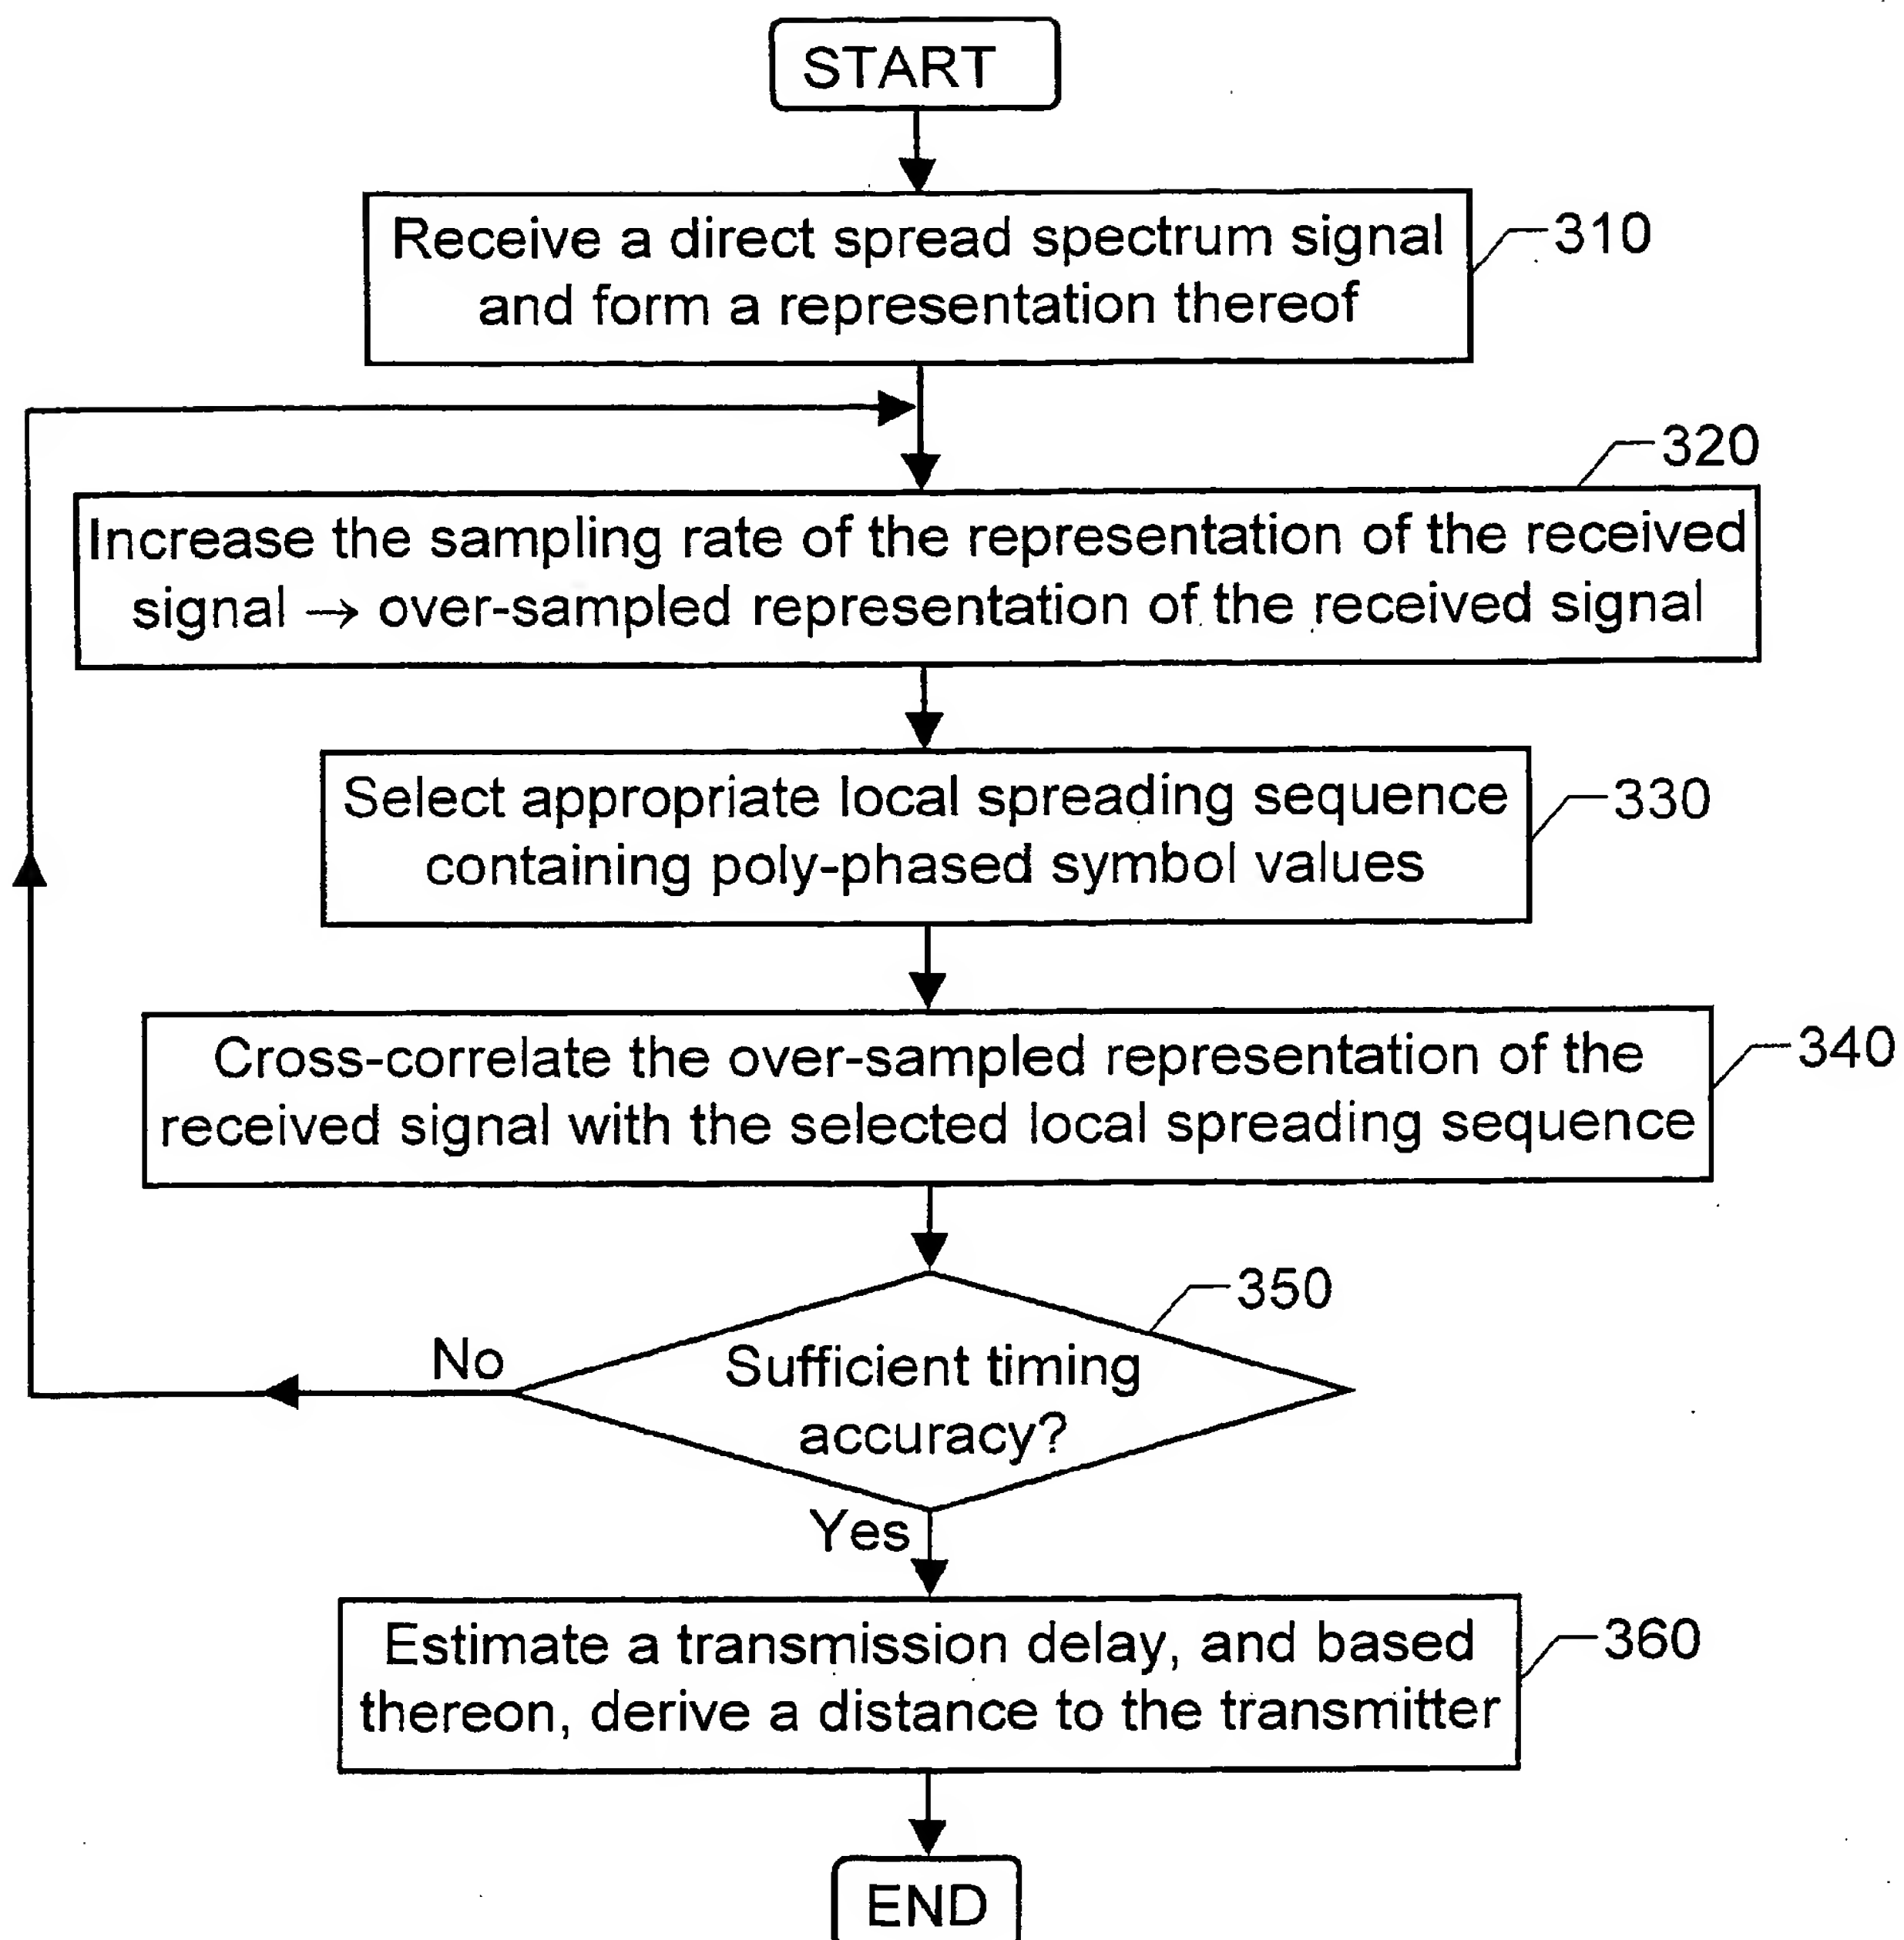 START
Receive a direct spread spectrum signal
and form a representation thereof
310
320
Increase the sampling rate of the representation of the received
signal → over-sampled representation of the received signal
Select appropriate local spreading sequence
containing poly-phased symbol values
330
Cross-correlate the over-sampled representation of the
received signal with the selected local spreading sequence
340
350
No
Sufficient timing
accuracy?
Yes
Estimate a transmission delay, and based
thereon, derive a distance to the transmitter
360
END